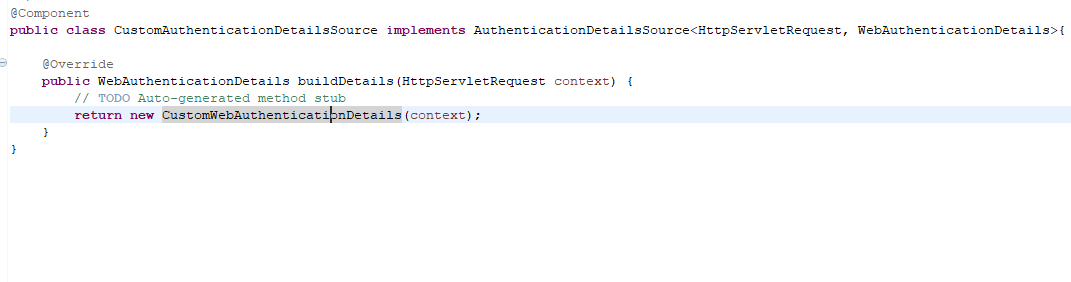 @Component
public class CustomAuthenticationDetailsSource implements AuthenticationDetailsSource<HttpServletRequest, WebAuthenticationDetails>{
@Override
public WebAuthenticationDetails buildDetails(HttpServletRequest context) {
// TODO Auto-generated method stub
return new CustomWebAuthenticationDetails(context);
}
}